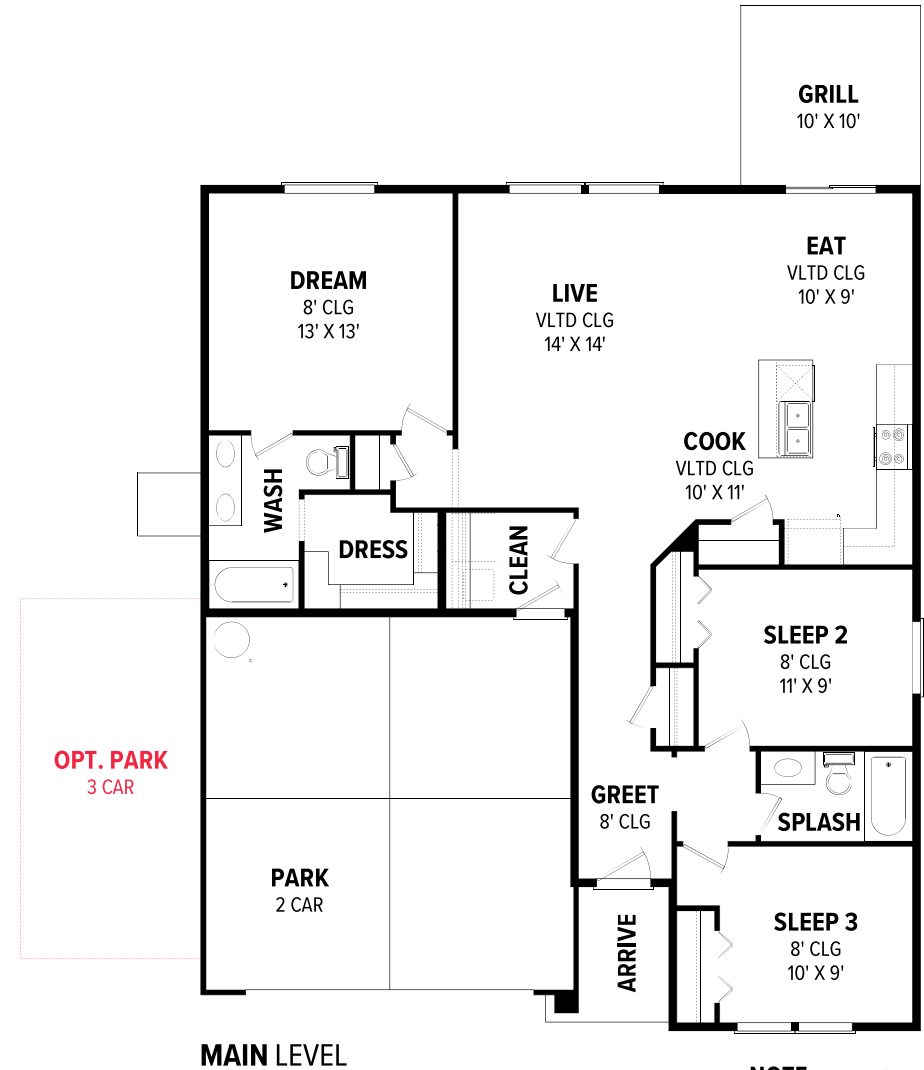 GRILL
10' X 10'
EAT
VLTD CLG
10' X 9'
DREAM
8' CLG
13' X 13'
LIVE
VLTD CLG
14' X 14'
COOK
VLTD CLG
10' X 11'
WASH
DRESS
CLEAN
SLEEP 2
8' CLG
11' X 9'
OPT. PARK
3 CAR
GREET
8' CLG
SPLASH
PARK
2 CAR
ARRIVE
SLEEP 3
8' CLG
10' X 9'
MAIN LEVEL